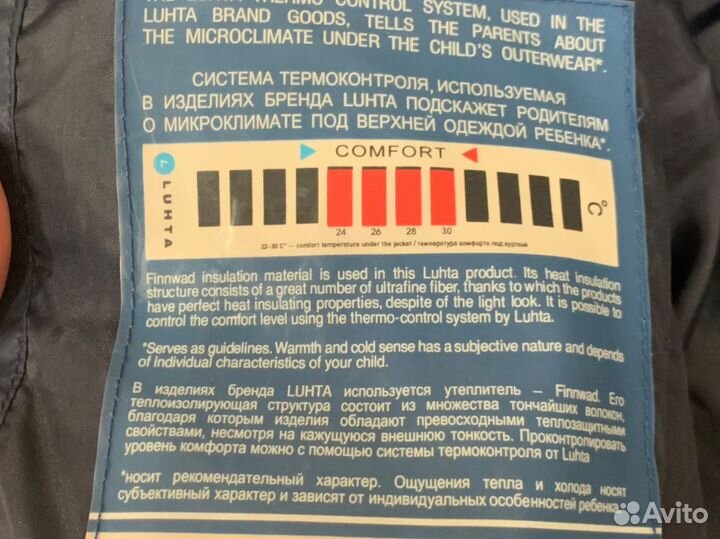 THE LUHTA THERMO CONTROL SYSTEM, USED IN THE
LUHTA BRAND GOODS, TELLS THE PARENTS ABOUT
THE MICROCLIMATE UNDER THE CHILD'S OUTERWEAR*.
СИСТЕМА ТЕРМОКОНТРОЛЯ, ИСПОЛЬЗУЕМАЯ
В ИЗДЕЛИЯХ БРЕНДА LUHTA ПОДСКАЖЕТ РОДИТЕЛЯМ
О МИКРОКЛИМАТЕ ПОД ВЕРХНЕЙ ОДЕЖДОЙ РЕБЕНКА*.
COMFORT
LUHTA
°C
24 26 28 30
22-30 C° – comfort temperature under the jacket / температура комфорта под курткой
Finnwad insulation material is used in this Luhta product. Its heat insulation
structure consists of a great number of ultrafine fiber, thanks to which the products
have perfect heat insulating properties, despite of the light look. It is possible to
control the comfort level using the thermo-control system by Luhta.
*Serves as guidelines. Warmth and cold sense has a subjective nature and depends
of individual characteristics of your child.
В изделиях бренда LUHTA используется утеплитель – Finnwad. Его
теплоизолирующая структура состоит из множества тончайших волокон,
благодаря которым изделия обладают превосходными теплозащитными
свойствами, несмотря на кажущуюся внешнюю тонкость. Проконтролировать
уровень комфорта можно с помощью системы термоконтроля от Luhta
*носит рекомендательный характер. Ощущения тепла и холода носят
субъективный характер и зависят от индивидуальных особенностей ребенка.
Avito